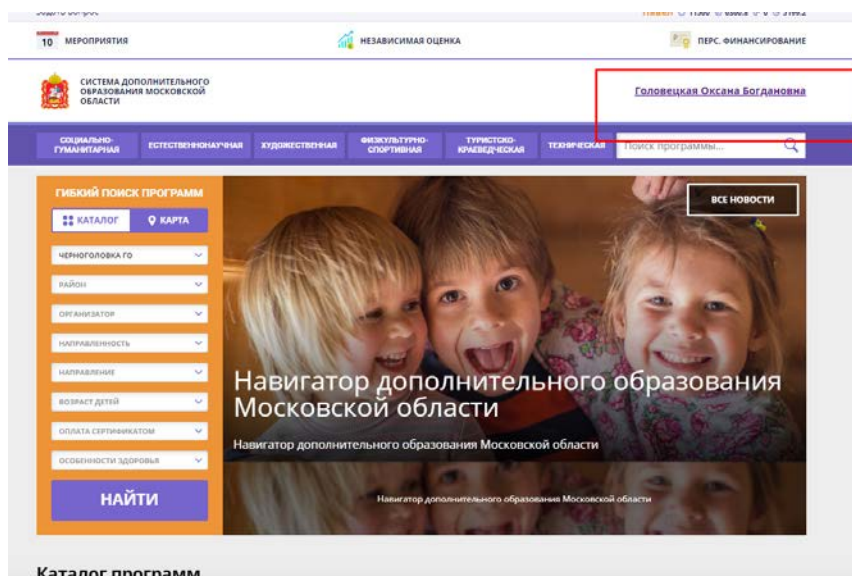 10 МЕРОПРИЯТИЯ
НЕЗАВИСИМАЯ ОЦЕНКА
ПЕРС. ФИНАНСИРОВАНИЕ
СИСТЕМА ДОПОЛНИТЕЛЬНОГО
ОБРАЗОВАНИЯ МОСКОВСКОЙ
ОБЛАСТИ
Головецкая Оксана Богдановна
СОЦИАЛЬНО-
ГУМАНИТАРНАЯ
ЕСТЕСТВЕННОНАУЧНАЯ
ХУДОЖЕСТВЕННАЯ
ФИЗКУЛЬТУРНО-
СПОРТИВНАЯ
ТУРИСТСКО-
КРАЕВЕДЧЕСКАЯ
ТЕХНИЧЕСКАЯ
Поиск программы...
ГИБКИЙ ПОИСК ПРОГРАММ
КАТАЛОГ
КАРТА
ЧЕРНОГОЛОВКА ГО
РАЙОН
ОРГАНИЗАТОР
НАПРАВЛЕННОСТЬ
НАПРАВЛЕНИЕ
ВОЗРАСТ ДЕТЕЙ
ОПЛАТА СЕРТИФИКАТОМ
ОСОБЕННОСТИ ЗДОРОВЬЯ
НАЙТИ
ВСЕ НОВОСТИ
Навигатор дополнительного образования
Московской области
Навигатор дополнительного образования Московской области
Навигатор дополнительного образования Московской области
Каталог программ